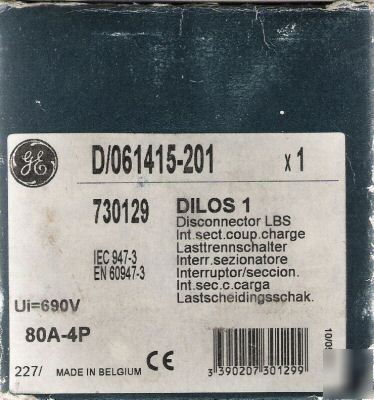 GE
D/061415-201 x 1
730129 DILOS 1
Disconnector LBS
IEC 947-3 Int.sect.coup.charge
EN 60947-3 Lasttrennschalter
Interr.sezionatore
Interruptor/seccion.
Int.sec.c.carga
Ui=690V Lastscheidingsschak.
80A-4P
227/ MADE IN BELGIUM CE
3 390207 301299